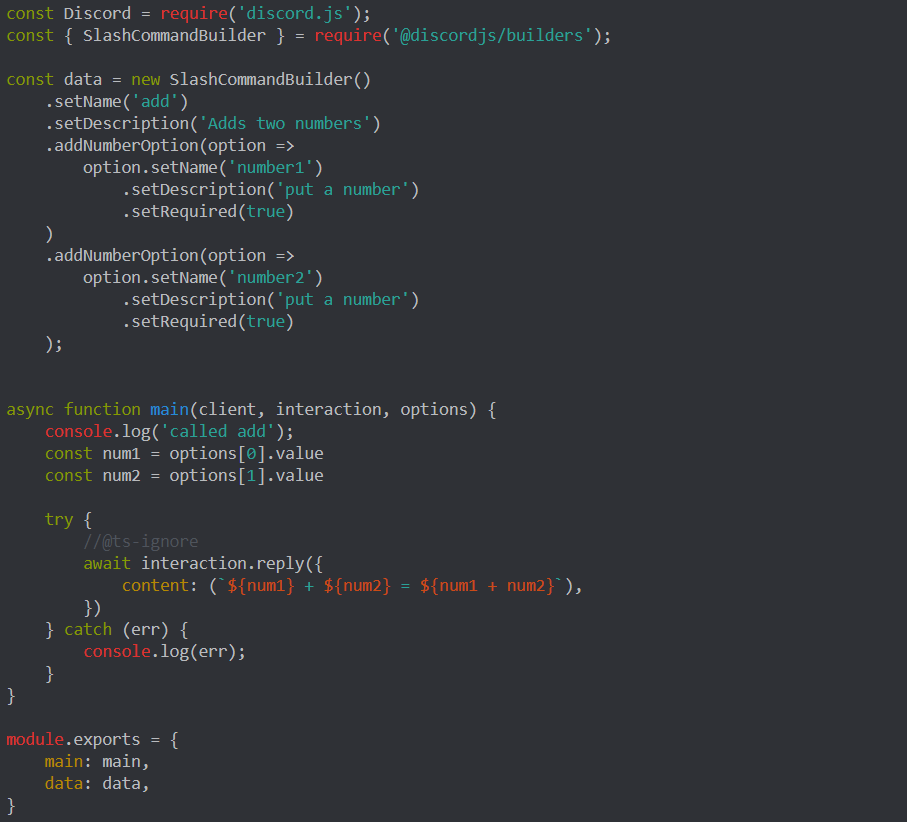 const Discord = require('discord.js');
const { SlashCommandBuilder } = require('@discordjs/builders');

const data = new SlashCommandBuilder()
    .setName('add')
    .setDescription('Adds two numbers')
    .addNumberOption(option =>
        option.setName('number1')
            .setDescription('put a number')
            .setRequired(true)
    )
    .addNumberOption(option =>
        option.setName('number2')
            .setDescription('put a number')
            .setRequired(true)
    );


async function main(client, interaction, options) {
    console.log('called add');
    const num1 = options[0].value
    const num2 = options[1].value

    try {
        //@ts-ignore
        await interaction.reply({
            content: (`${num1} + ${num2} = ${num1 + num2}`),
        })
    } catch (err) {
        console.log(err);
    }
}

module.exports = {
    main: main,
    data: data,
}